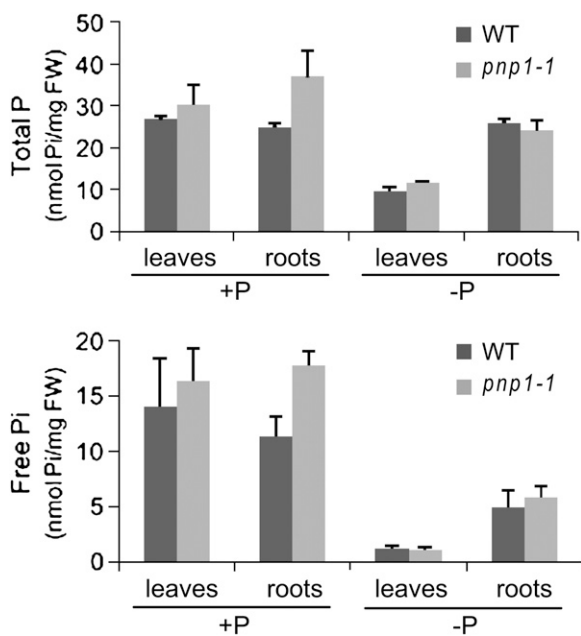 Total P
(nmol Pi/mg FW)
50
40
30
20
10
0
WT
pnp1-1
leaves roots leaves roots
+P -P
Free Pi
(nmol Pi/mg FW)
20
15
10
5
0
WT
pnp1-1
leaves roots leaves roots
+P -P